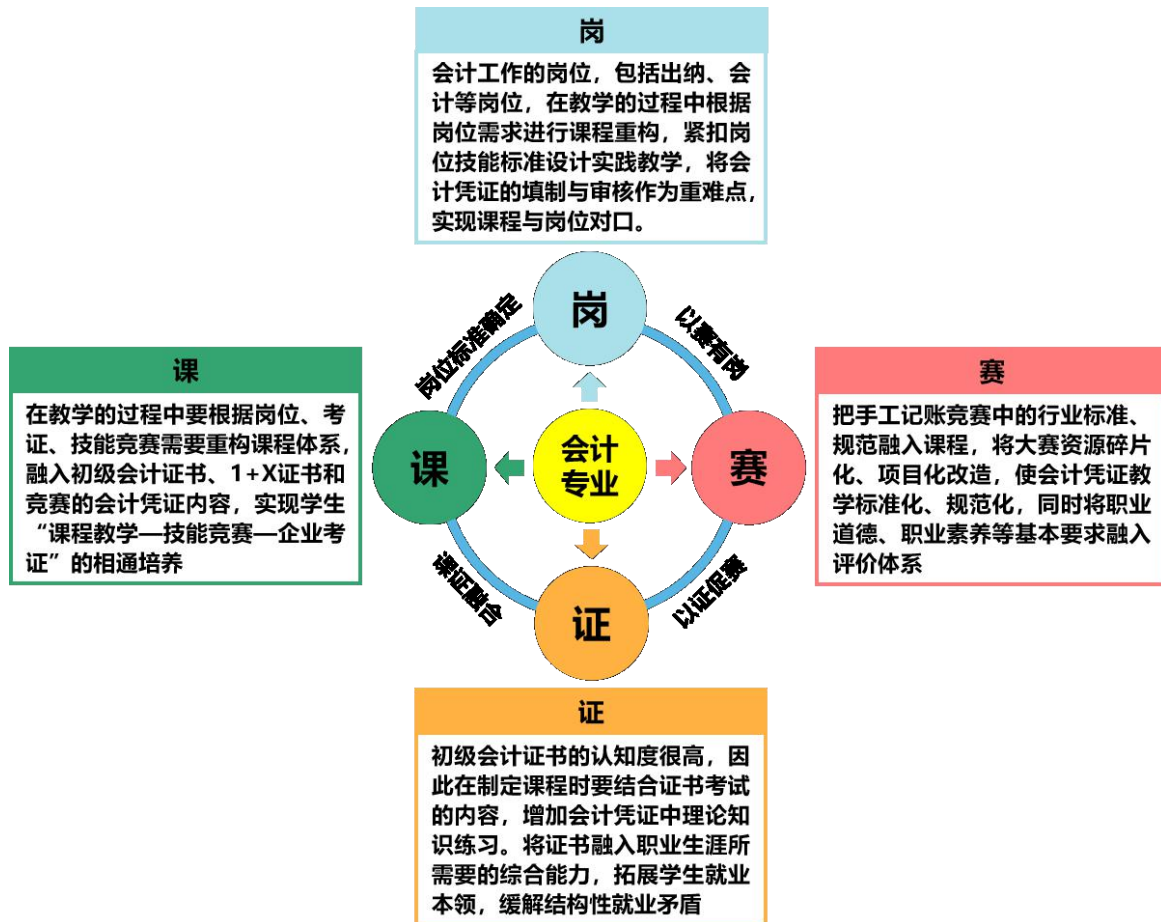 岗
会计工作的岗位，包括出纳、会
计等岗位，在教学的过程中根据
岗位需求进行课程重构，紧扣岗
位技能标准设计实践教学，将会
计凭证的填制与审核作为重难点，
实现课程与岗位对口。
岗
岗位标准确定
以赛有岗
课
在教学的过程中要根据岗位、考
证、技能竞赛需要重构课程体系，
融入初级会计证书、1+X证书和
竞赛的会计凭证内容，实现学生
“课程教学—技能竞赛—企业考
证”的相通培养
课
会计
专业
赛
赛
把手工记账竞赛中的行业标准、
规范融入课程，将大赛资源碎片
化、项目化改造，使会计凭证教
学标准化、规范化，同时将职业
道德、职业素养等基本要求融入
评价体系
课证融合
以证促赛
证
证
初级会计证书的认知度很高，因
此在制定课程时要结合证书考试
的内容，增加会计凭证中理论知
识练习。将证书融入职业生涯所
需要的综合能力，拓展学生就业
本领，缓解结构性就业矛盾